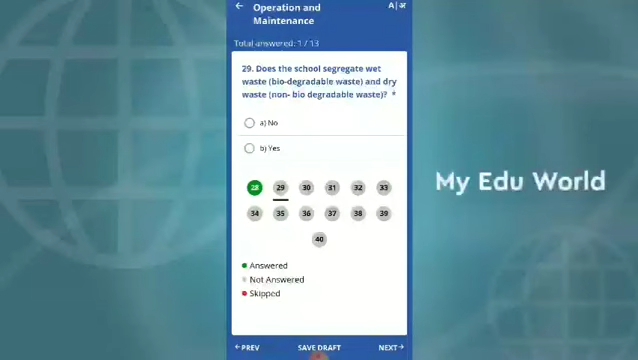 ← Operation and A|अ
Maintenance
Total answered: 1 / 13
29. Does the school segregate wet
waste (bio-degradable waste) and dry
waste (non- bio degradable waste)? *
a) No
b) Yes
28 29 30 31 32 33
34 35 36 37 38 39
40
Answered
Not Answered
Skipped
←PREV SAVE DRAFT NEXT→
My Edu World